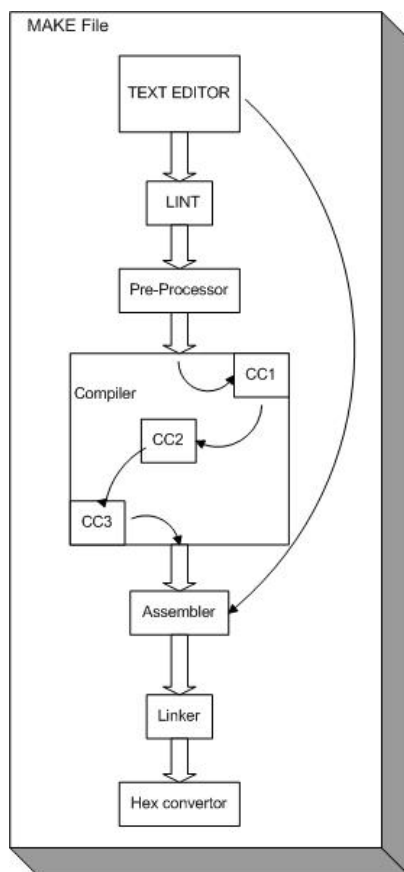 MAKE File
TEXT EDITOR
LINT
Pre-Processor
CC1
Compiler
CC2
CC3
Assembler
Linker
Hex convertor